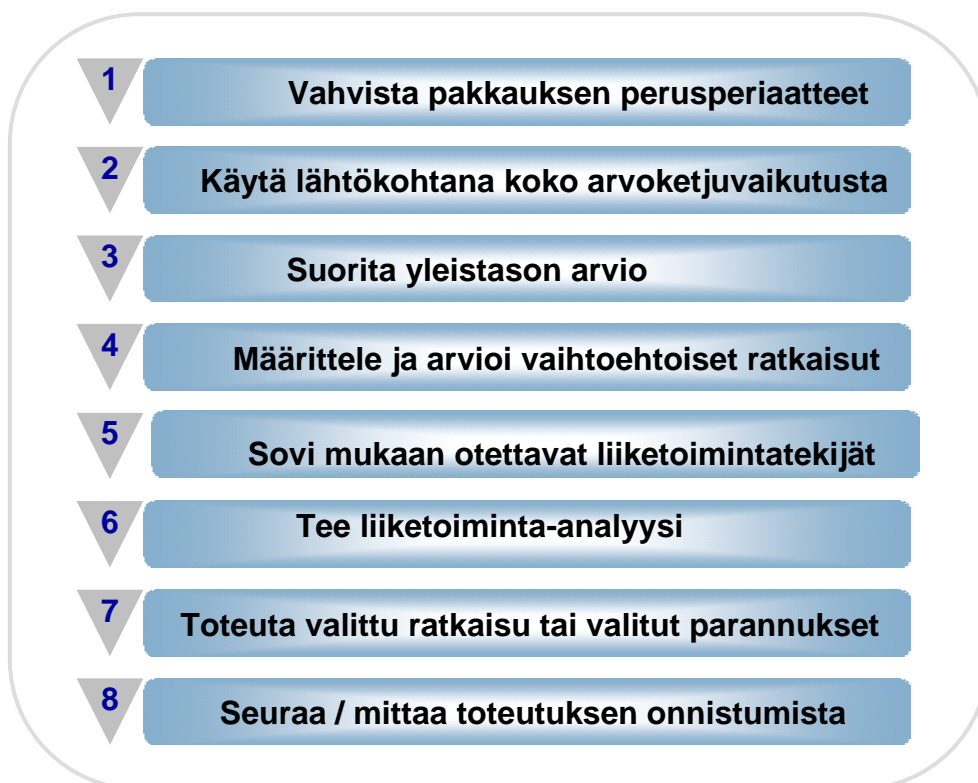 1 Vahvista pakkauksen perusperiaatteet
2 Käytä lähtökohtana koko arvoketjuvaikutusta
3 Suorita yleistason arvio
4 Määrittele ja arvioi vaihtoehtoiset ratkaisut
5 Sovi mukaan otettavat liiketoimintatekijät
6 Tee liiketoiminta-analyysi
7 Toteuta valittu ratkaisu tai valitut parannukset
8 Seuraa / mittaa toteutuksen onnistumista